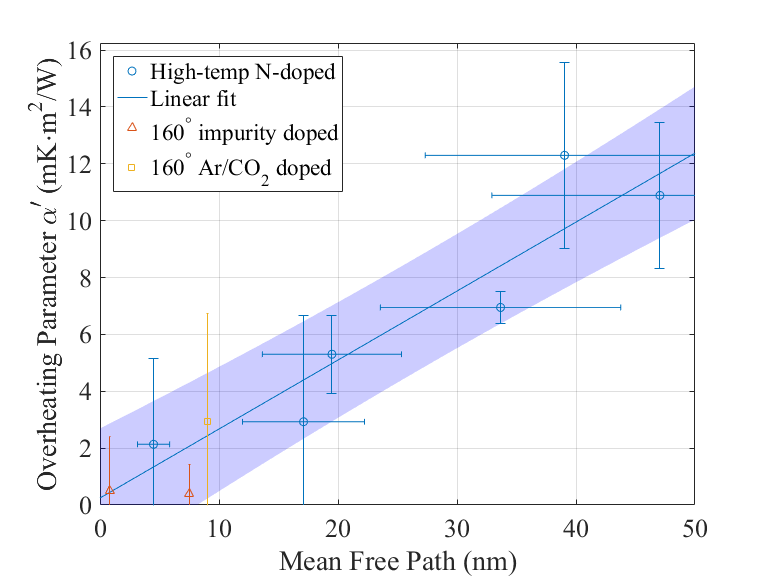 16
14
12
10
8
6
4
2
0
Overheating Parameter α′ (mK·m²/W)
High-temp N-doped
Linear fit
160° impurity doped
160° Ar/CO₂ doped
0 10 20 30 40 50
Mean Free Path (nm)